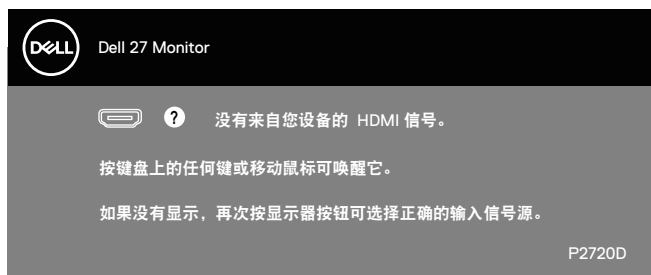 DELL
Dell 27 Monitor
? 没有来自您设备的 HDMI 信号。
按键盘上的任何键或移动鼠标可唤醒它。
如果没有显示，再次按显示器按钮可选择正确的输入信号源。
P2720D